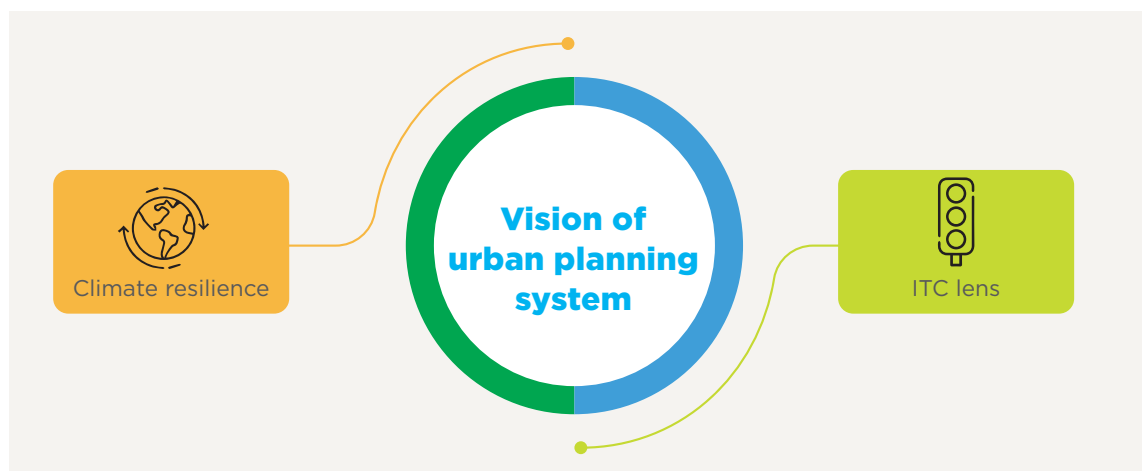 Climate resilience
Vision of
urban planning
system
ITC lens